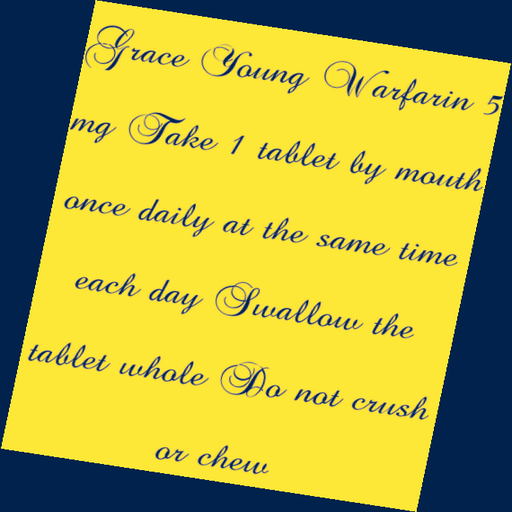 Grace Young Warfarin 5
mg Take 1 tablet by mouth
once daily at the same time
each day Swallow the
tablet whole Do not crush
or chew